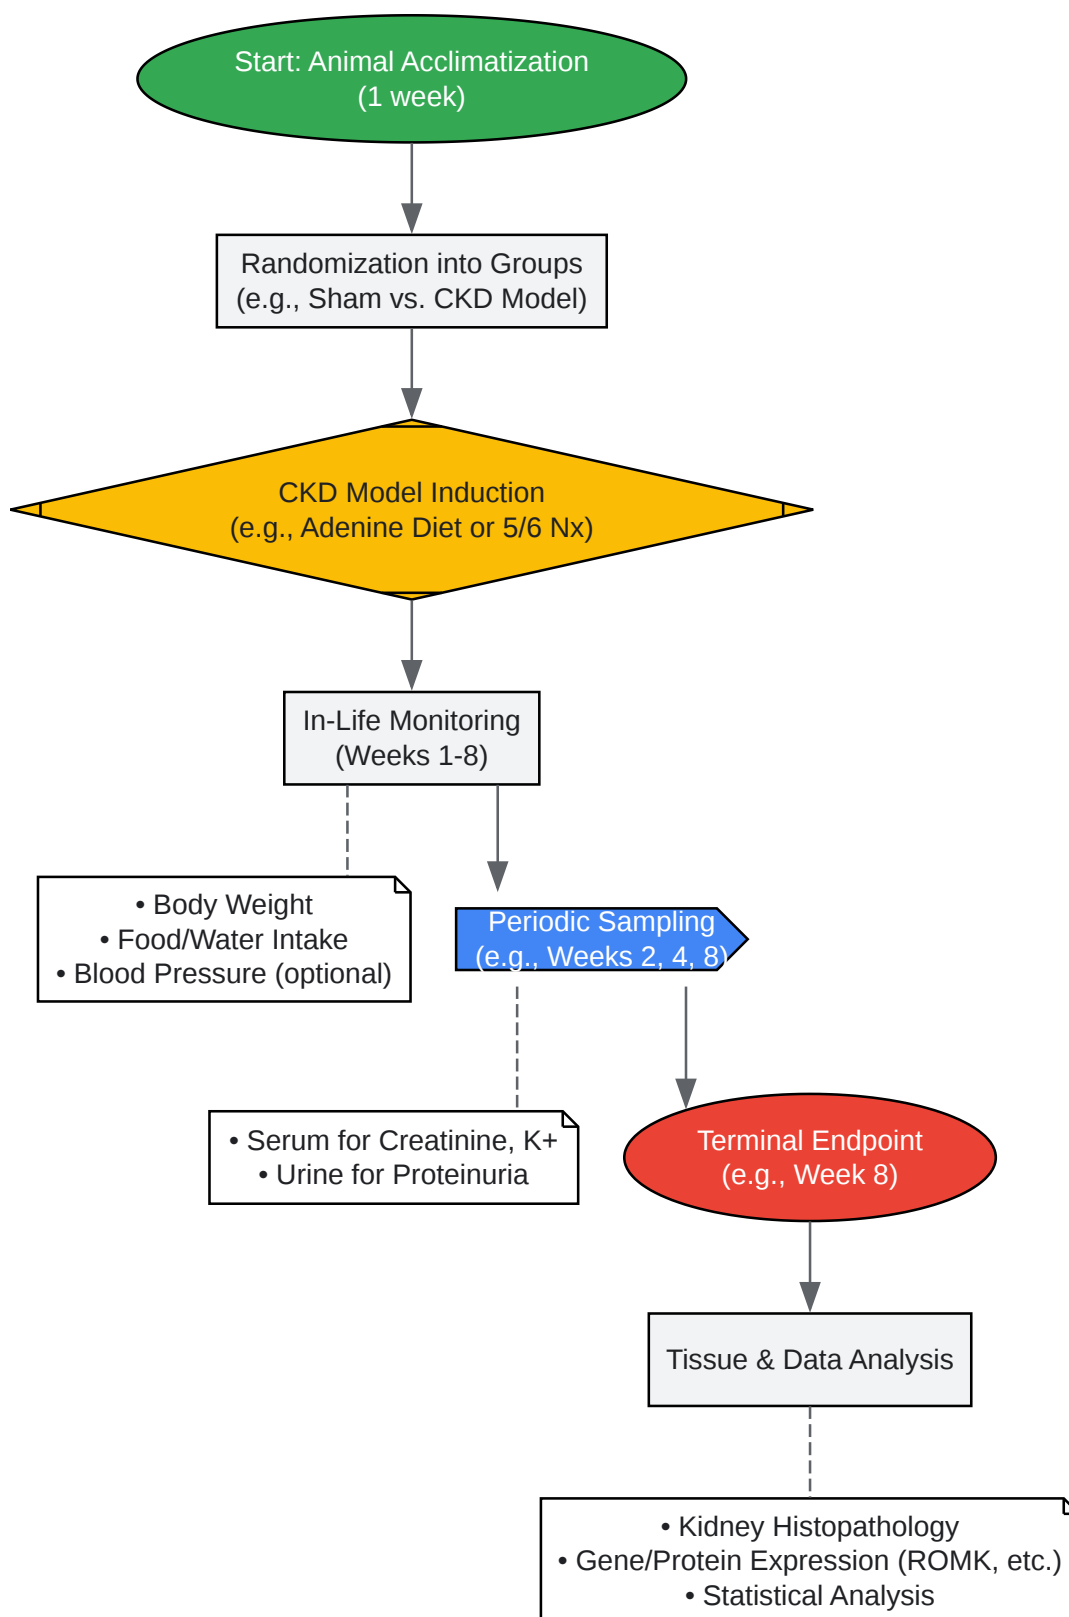 Start: Animal Acclimatization
(1 week)
Randomization into Groups
(e.g., Sham vs. CKD Model)
CKD Model Induction
(e.g., Adenine Diet or 5/6 Nx)
In-Life Monitoring
(Weeks 1-8)
• Body Weight
• Food/Water Intake
• Blood Pressure (optional)
Periodic Sampling
(e.g., Weeks 2, 4, 8)
• Serum for Creatinine, K+
• Urine for Proteinuria
Terminal Endpoint
(e.g., Week 8)
Tissue & Data Analysis
• Kidney Histopathology
• Gene/Protein Expression (ROMK, etc.)
• Statistical Analysis